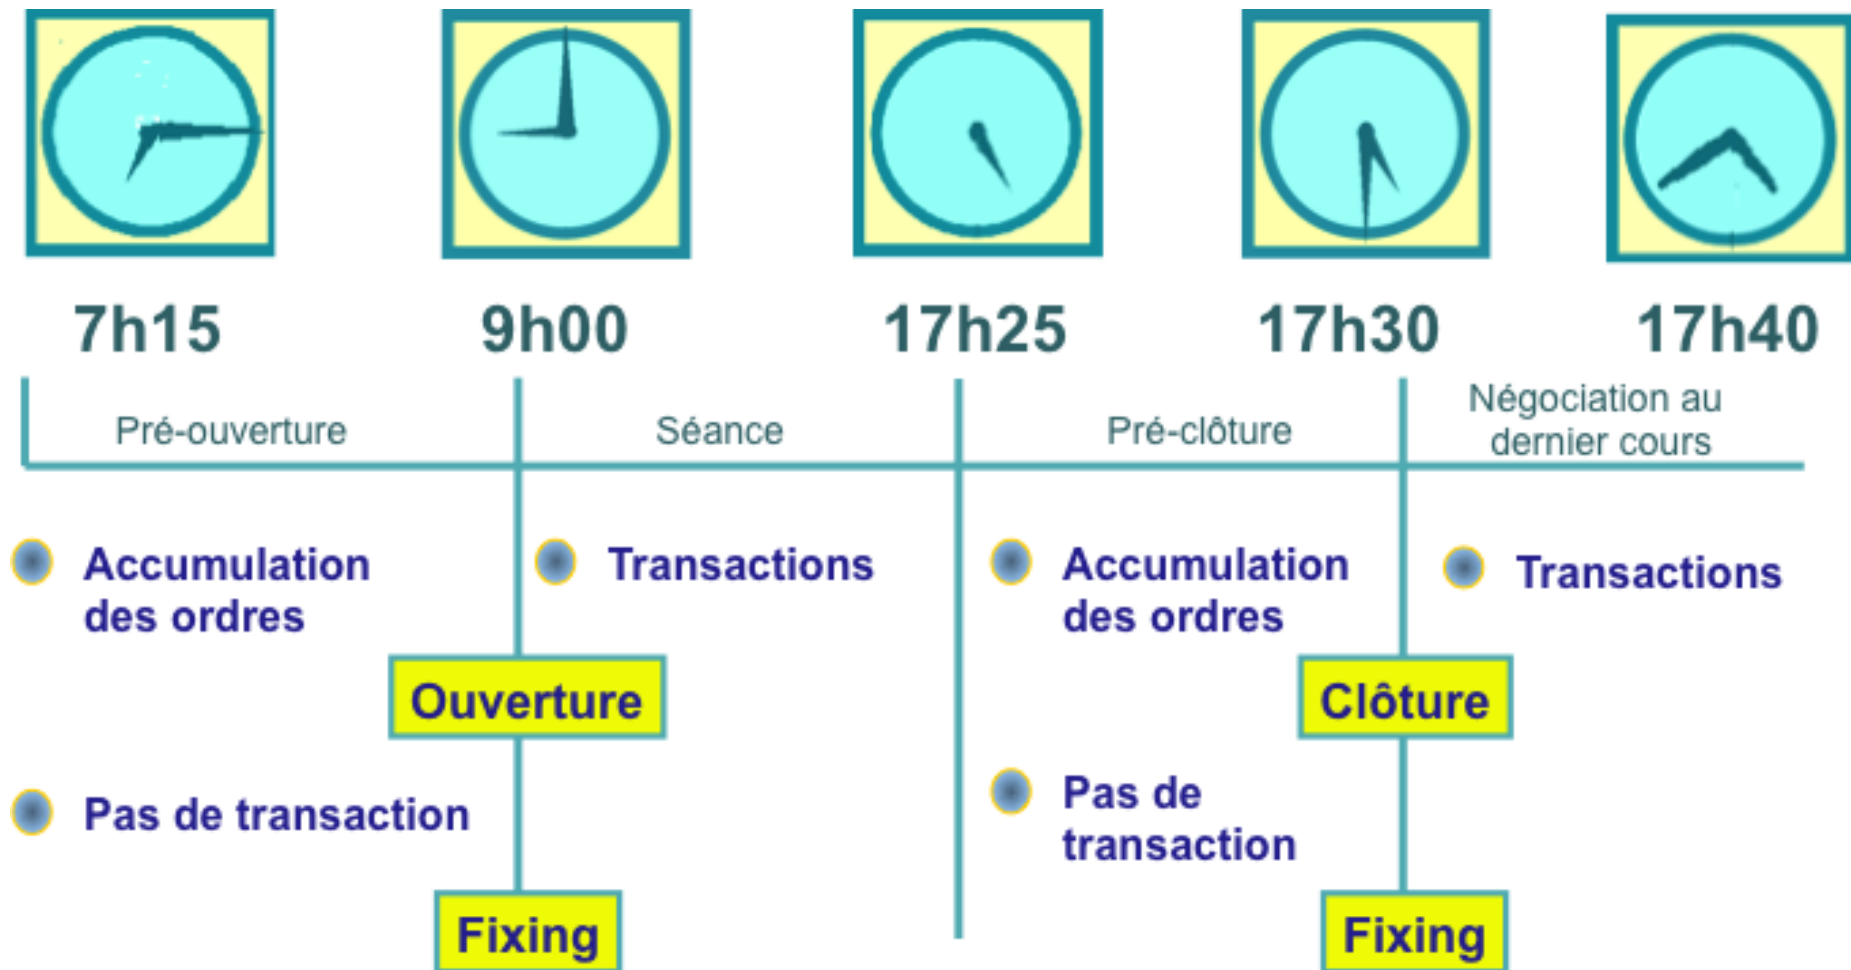 7h15
9h00
17h25
17h30
17h40
Pré-ouverture
Séance
Pré-clôture
Négociation au
dernier cours
Accumulation
des ordres
Transactions
Accumulation
des ordres
Transactions
Ouverture
Clôture
Pas de transaction
Pas de
transaction
Fixing
Fixing